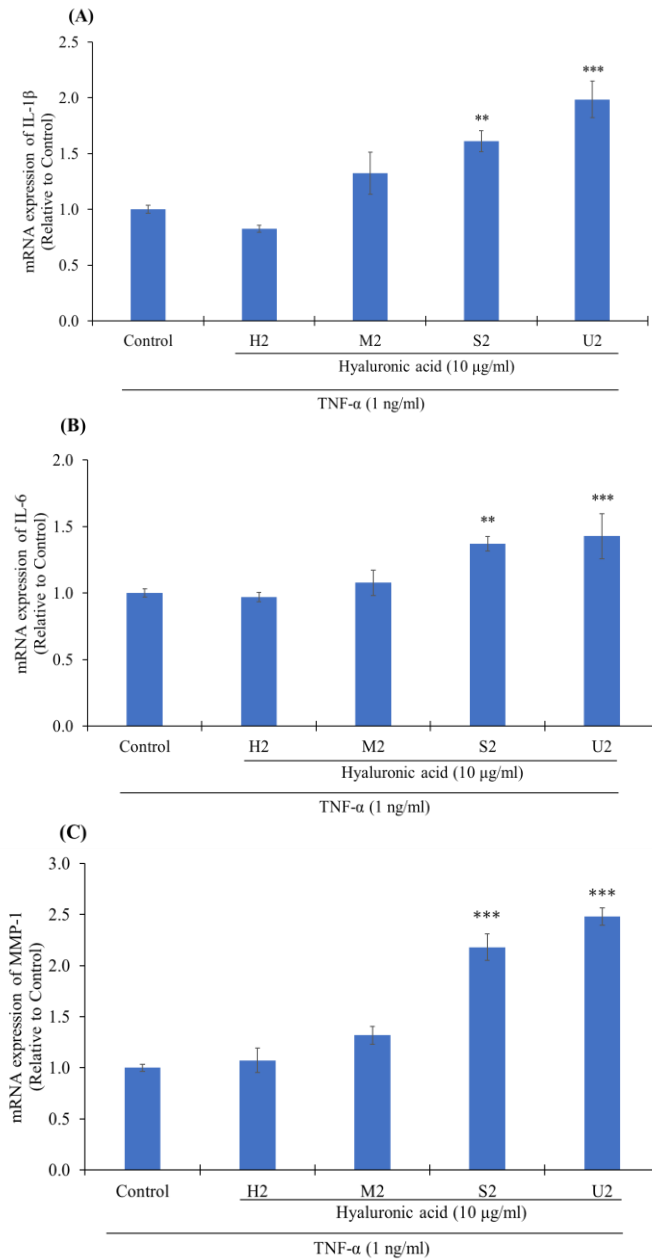 (A)
mRNA expression of IL-1β
(Relative to Control)
2.5
2.0
1.5
1.0
0.5
0.0
**
***
Control H2 M2 S2 U2
Hyaluronic acid (10 μg/ml)
TNF-α (1 ng/ml)
(B)
mRNA expression of IL-6
(Relative to Control)
2.0
1.5
1.0
0.5
0.0
**
***
Control H2 M2 S2 U2
Hyaluronic acid (10 μg/ml)
TNF-α (1 ng/ml)
(C)
mRNA expression of MMP-1
(Relative to Control)
3.0
2.5
2.0
1.5
1.0
0.5
0.0
***
***
Control H2 M2 S2 U2
Hyaluronic acid (10 μg/ml)
TNF-α (1 ng/ml)